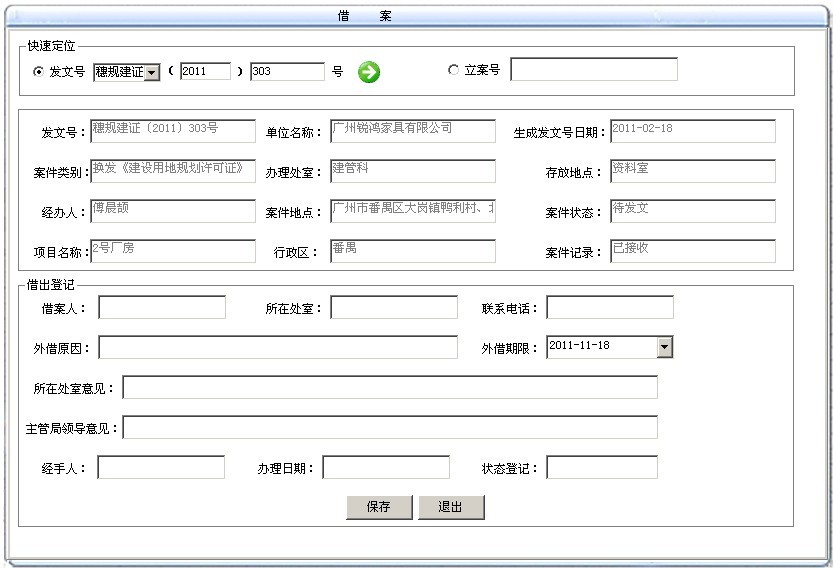 借 案
快速定位
发文号 穗规建证 ( 2011 ) 303 号 立案号
发文号：穗规建证（2011）303号 单位名称：广州锐鸿家具有限公司 生成发文号日期：2011-02-18
案件类别：换发《建设用地规划许可证》 办理处室：建管科 存放地点：资料室
经办人：傅晨颉 案件地点：广州市番禺区大岗镇鸭利村、 案件状态：待发文
项目名称：2号厂房 行政区：番禺 案件记录：已接收
借出登记
借案人： 所在处室： 联系电话：
外借原因： 外借期限：2011-11-18
所在处室意见：
主管局领导意见：
经手人： 办理日期： 状态登记：
保存 退出